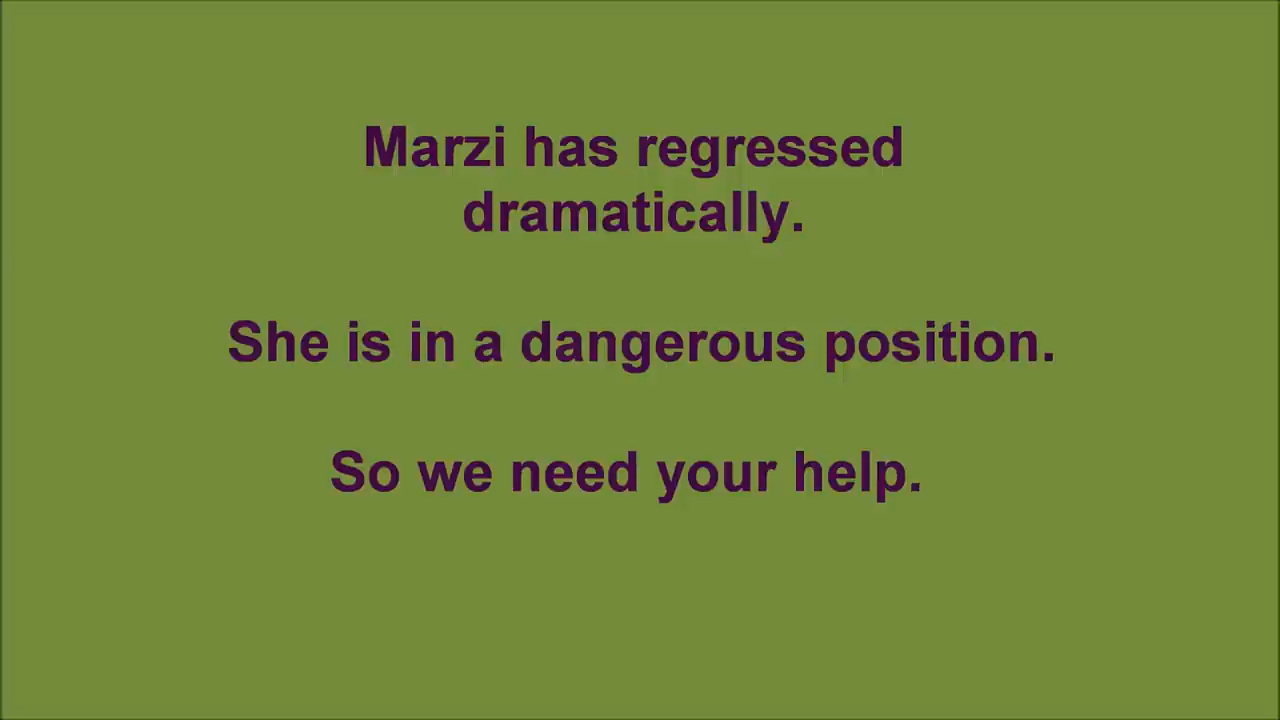 Marzi has regressed
dramatically.
She is in a dangerous position.
So we need your help.